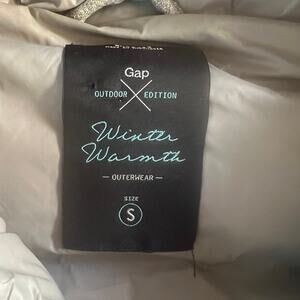 Gap
OUTDOOR EDITION
Winter
Warmth
— OUTERWEAR —
SIZE
S